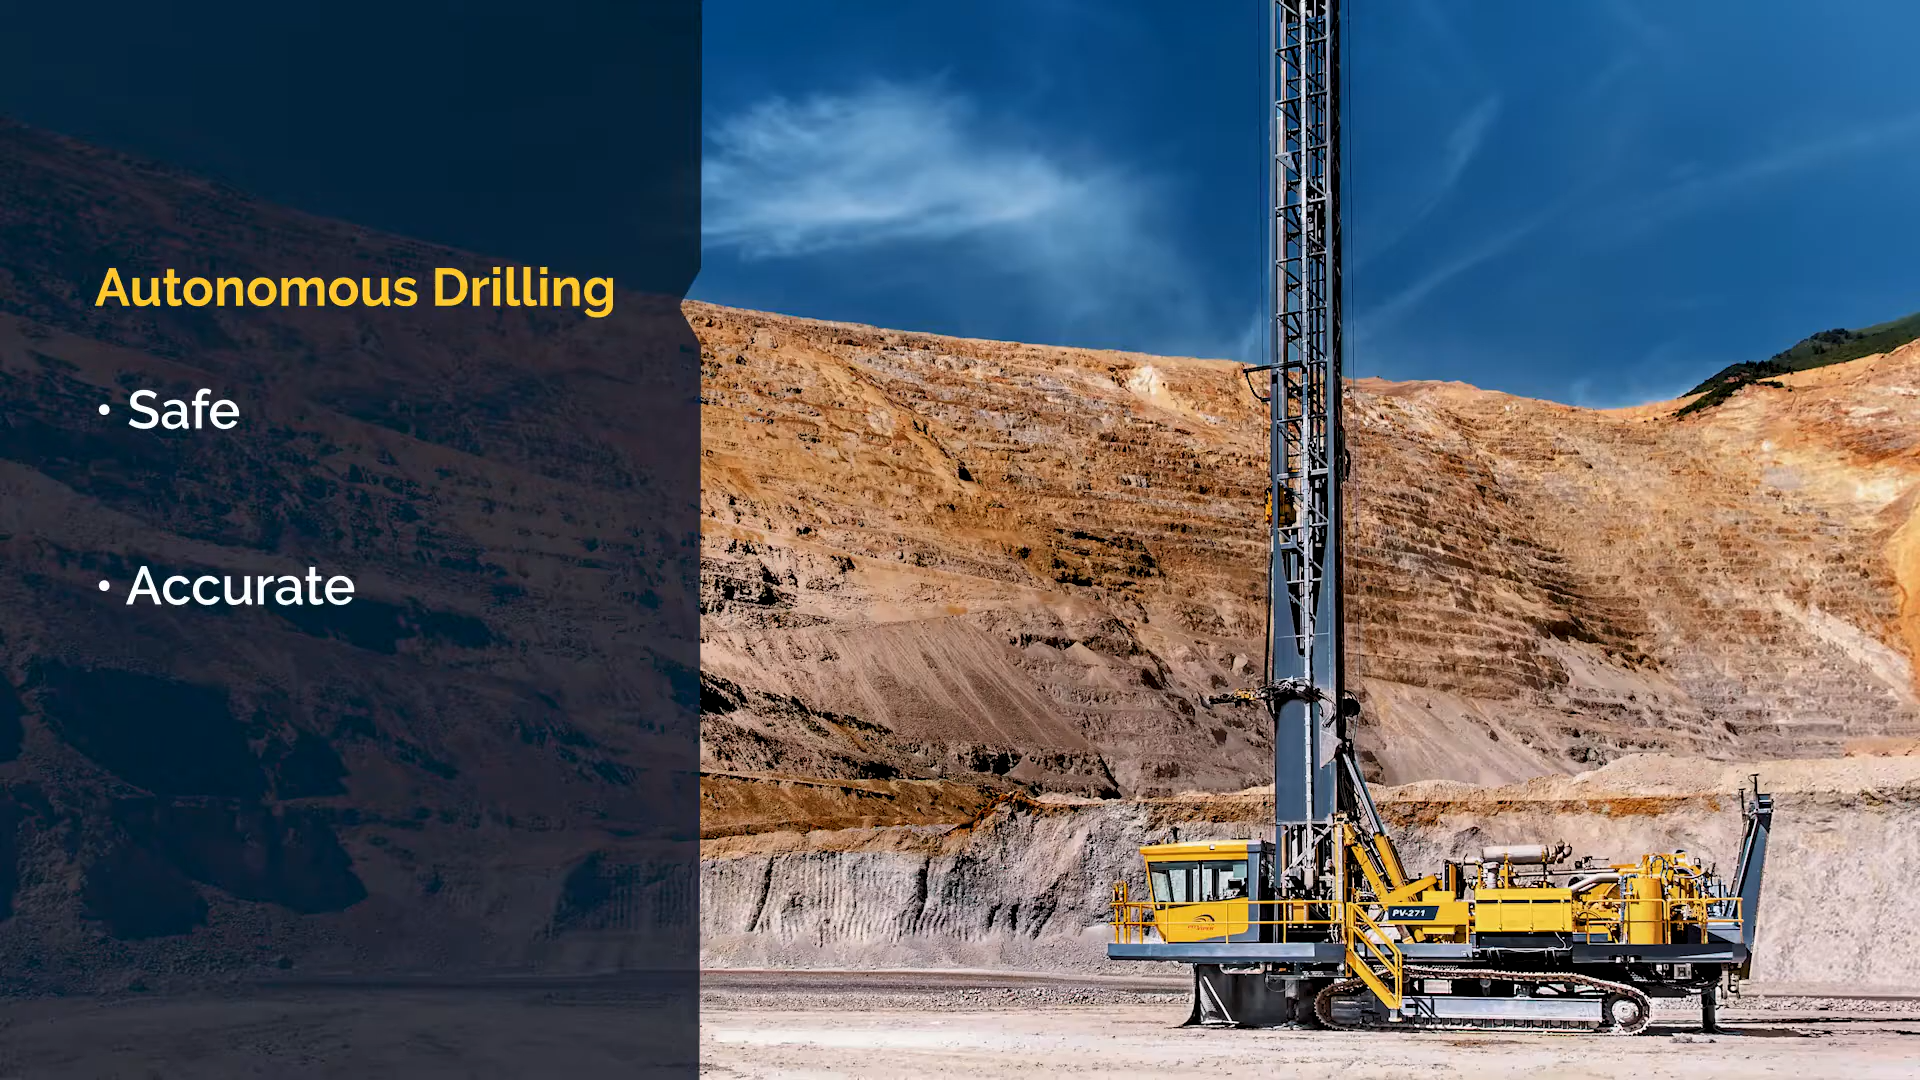 Autonomous Drilling
• Safe
• Accurate
PV-271